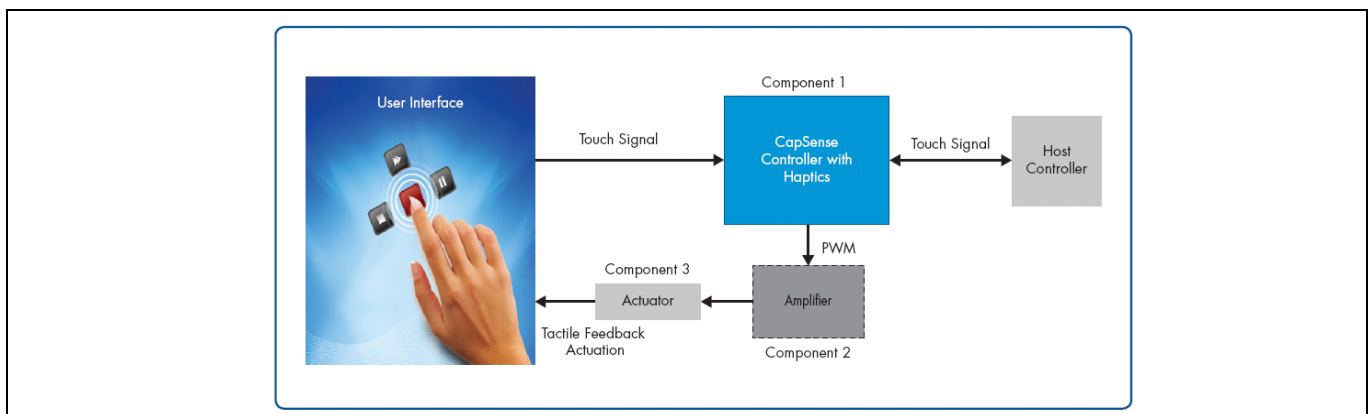 Component 1
User Interface
Touch Signal
CapSense
Controller with
Haptics
Touch Signal
Host
Controller
PWM
Component 3
Actuator
Amplifier
Tactile Feedback
Actuation
Component 2